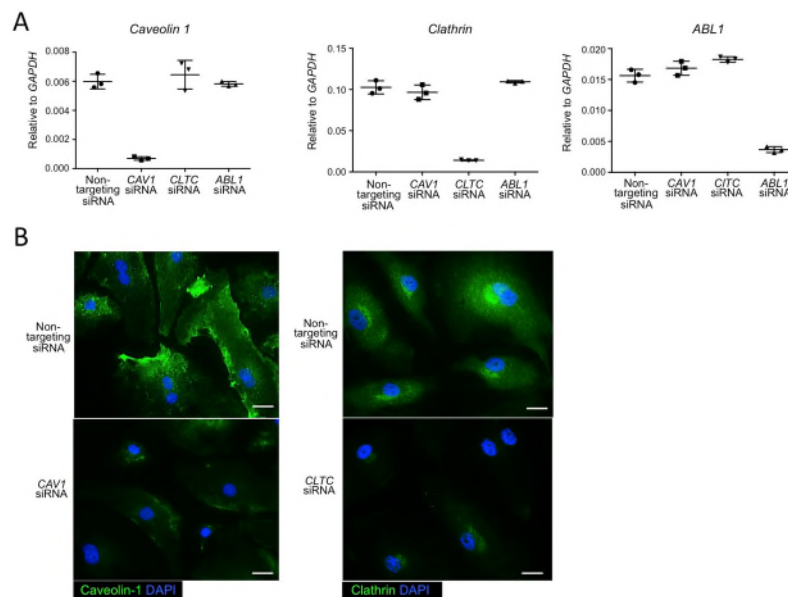 A
Caveolin 1
Relative to GAPDH
0.008
0.006
0.004
0.002
0.000
Non-
targeting
siRNA
CAV1
siRNA
CLTC
siRNA
ABL1
siRNA
Clathrin
Relative to GAPDH
0.15
0.10
0.05
0.00
Non-
targeting
siRNA
CAV1
siRNA
CLTC
siRNA
ABL1
siRNA
ABL1
Relative to GAPDH
0.020
0.015
0.010
0.005
0.000
Non-
targeting
siRNA
CAV1
siRNA
ClTC
siRNA
ABL1
siRNA
B
Non-
targeting
siRNA
CAV1
siRNA
Caveolin-1 DAPI
Non-
targeting
siRNA
CLTC
siRNA
Clathrin DAPI